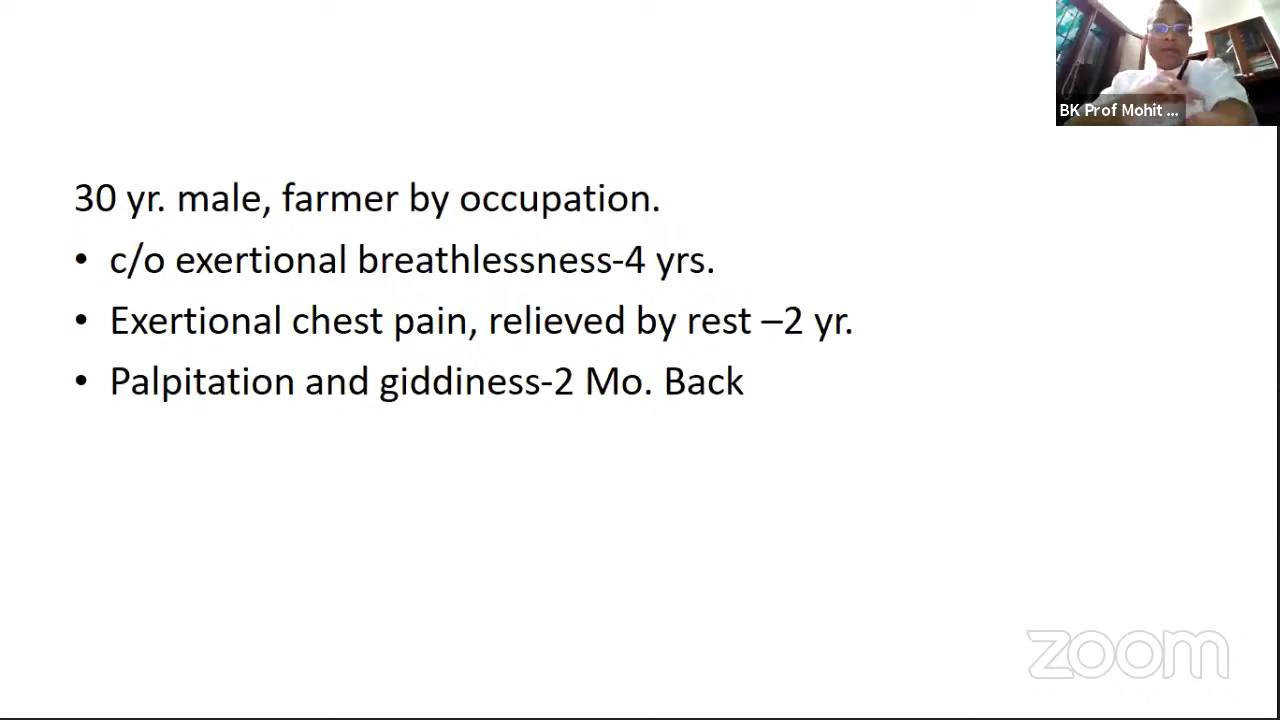 BK Prof Mohit ...
30 yr. male, farmer by occupation.
• c/o exertional breathlessness-4 yrs.
• Exertional chest pain, relieved by rest –2 yr.
• Palpitation and giddiness-2 Mo. Back
zoom